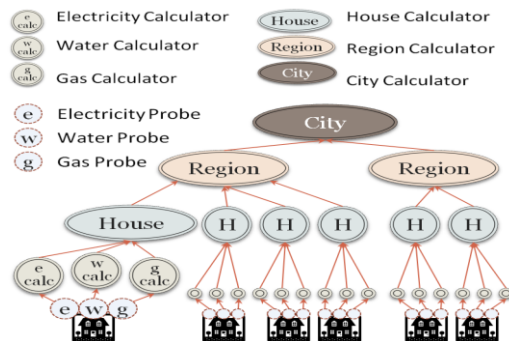 e calc Electricity Calculator
w calc Water Calculator
g calc Gas Calculator
House House Calculator
Region Region Calculator
City City Calculator
e Electricity Probe
w Water Probe
g Gas Probe
City
Region Region
House H H H H H
e calc w calc g calc
e w g